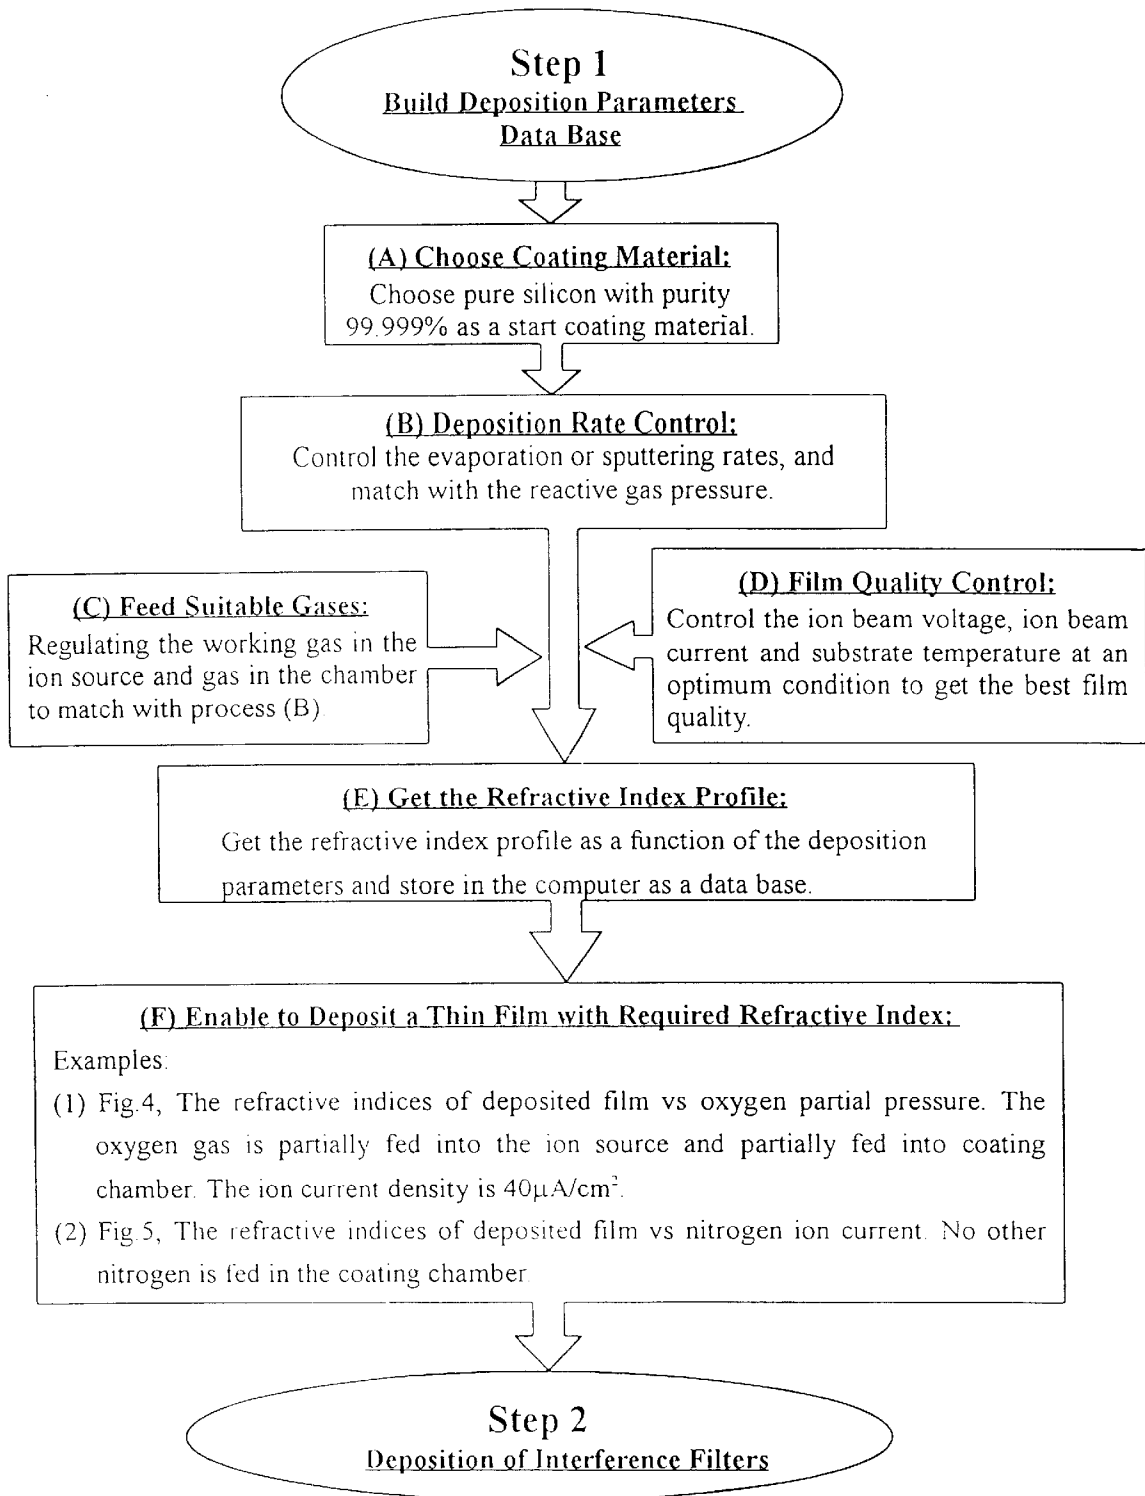 Step 1
Build Deposition Parameters
Data Base
(A) Choose Coating Material:
Choose pure silicon with purity
99.999% as a start coating material.
(B) Deposition Rate Control:
Control the evaporation or sputtering rates, and
match with the reactive gas pressure.
(C) Feed Suitable Gases:
Regulating the working gas in the
ion source and gas in the chamber
to match with process (B).
(D) Film Quality Control:
Control the ion beam voltage, ion beam
current and substrate temperature at an
optimum condition to get the best film
quality.
(E) Get the Refractive Index Profile:
Get the refractive index profile as a function of the deposition
parameters and store in the computer as a data base.
(F) Enable to Deposit a Thin Film with Required Refractive Index:
Examples:
(1) Fig.4, The refractive indices of deposited film vs oxygen partial pressure. The
oxygen gas is partially fed into the ion source and partially fed into coating
chamber. The ion current density is 40μA/cm².
(2) Fig.5, The refractive indices of deposited film vs nitrogen ion current. No other
nitrogen is fed in the coating chamber.
Step 2
Deposition of Interference Filters